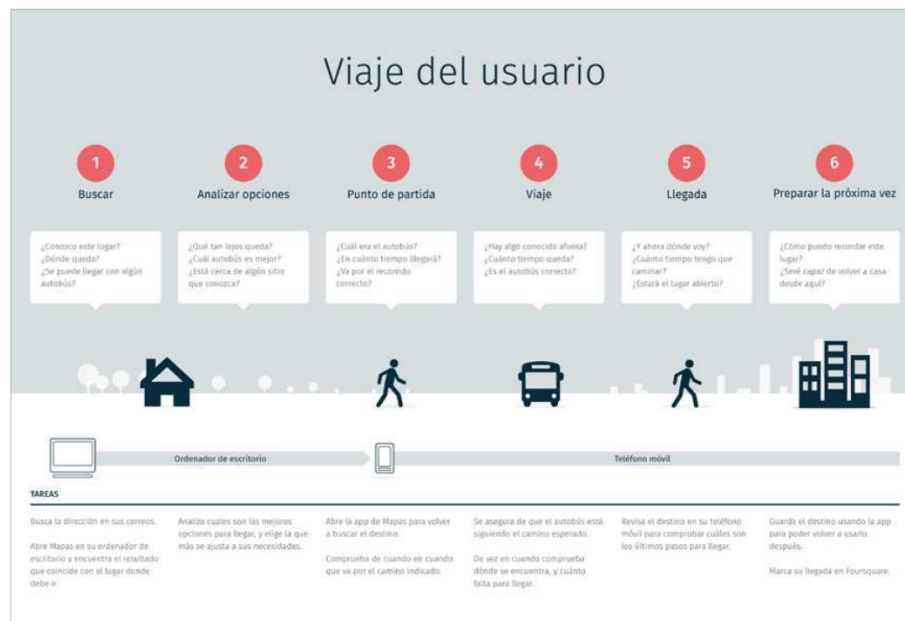 Viaje del usuario
1
Buscar
2
Analizar opciones
3
Punto de partida
4
Viaje
5
Llegada
6
Preparar la próxima vez
¿Conozco este lugar?
¿Dónde queda?
¿Se puede llegar con algún
autobús?
¿Qué tan lejos queda?
¿Cuál autobús es mejor?
¿Está cerca de algún sitio
que conozca?
¿Cuál era el autobús?
¿En cuánto tiempo lllegará?
¿Va por el recorrido
correcto?
¿Hay algo conocido afuera?
¿Cuánto tiempo queda?
¿Es el autobús correcto?
¿Y ahora dónde voy?
¿Cuánto tiempo tengo que
caminar?
¿Estará el lugar abierto?
¿Cómo puedo recordar este
lugar?
¿Seré capaz de volver a casa
desde aquí?
Ordenador de escritorio
Teléfono móvil
TAREAS
Busca la dirección en sus correos.
Abre Mapas en su ordenador de
escritorio y encuentra el resultado
que coincide con el lugar donde
debe ir.
Analiza cuales son las mejores
opciones para llegar, y elige la que
más se ajusta a sus necesidades.
Abre la app de Mapas para volver
a buscar el destino.
Comprueba de cuando en cuando
que va por el camino indicado.
Se asegura de que el autobús está
siguiendo el camino esperado.
De vez en cuando comprueba
dónde se encuentra, y cuánto
falta para llegar.
Revisa el destino en su teléfono
móvil para comprobar cuáles son
los últimos pasos para llegar.
Guarda el destino usando la app
para poder volver a usarlo
después.
Marca su llegada en Foursquare.